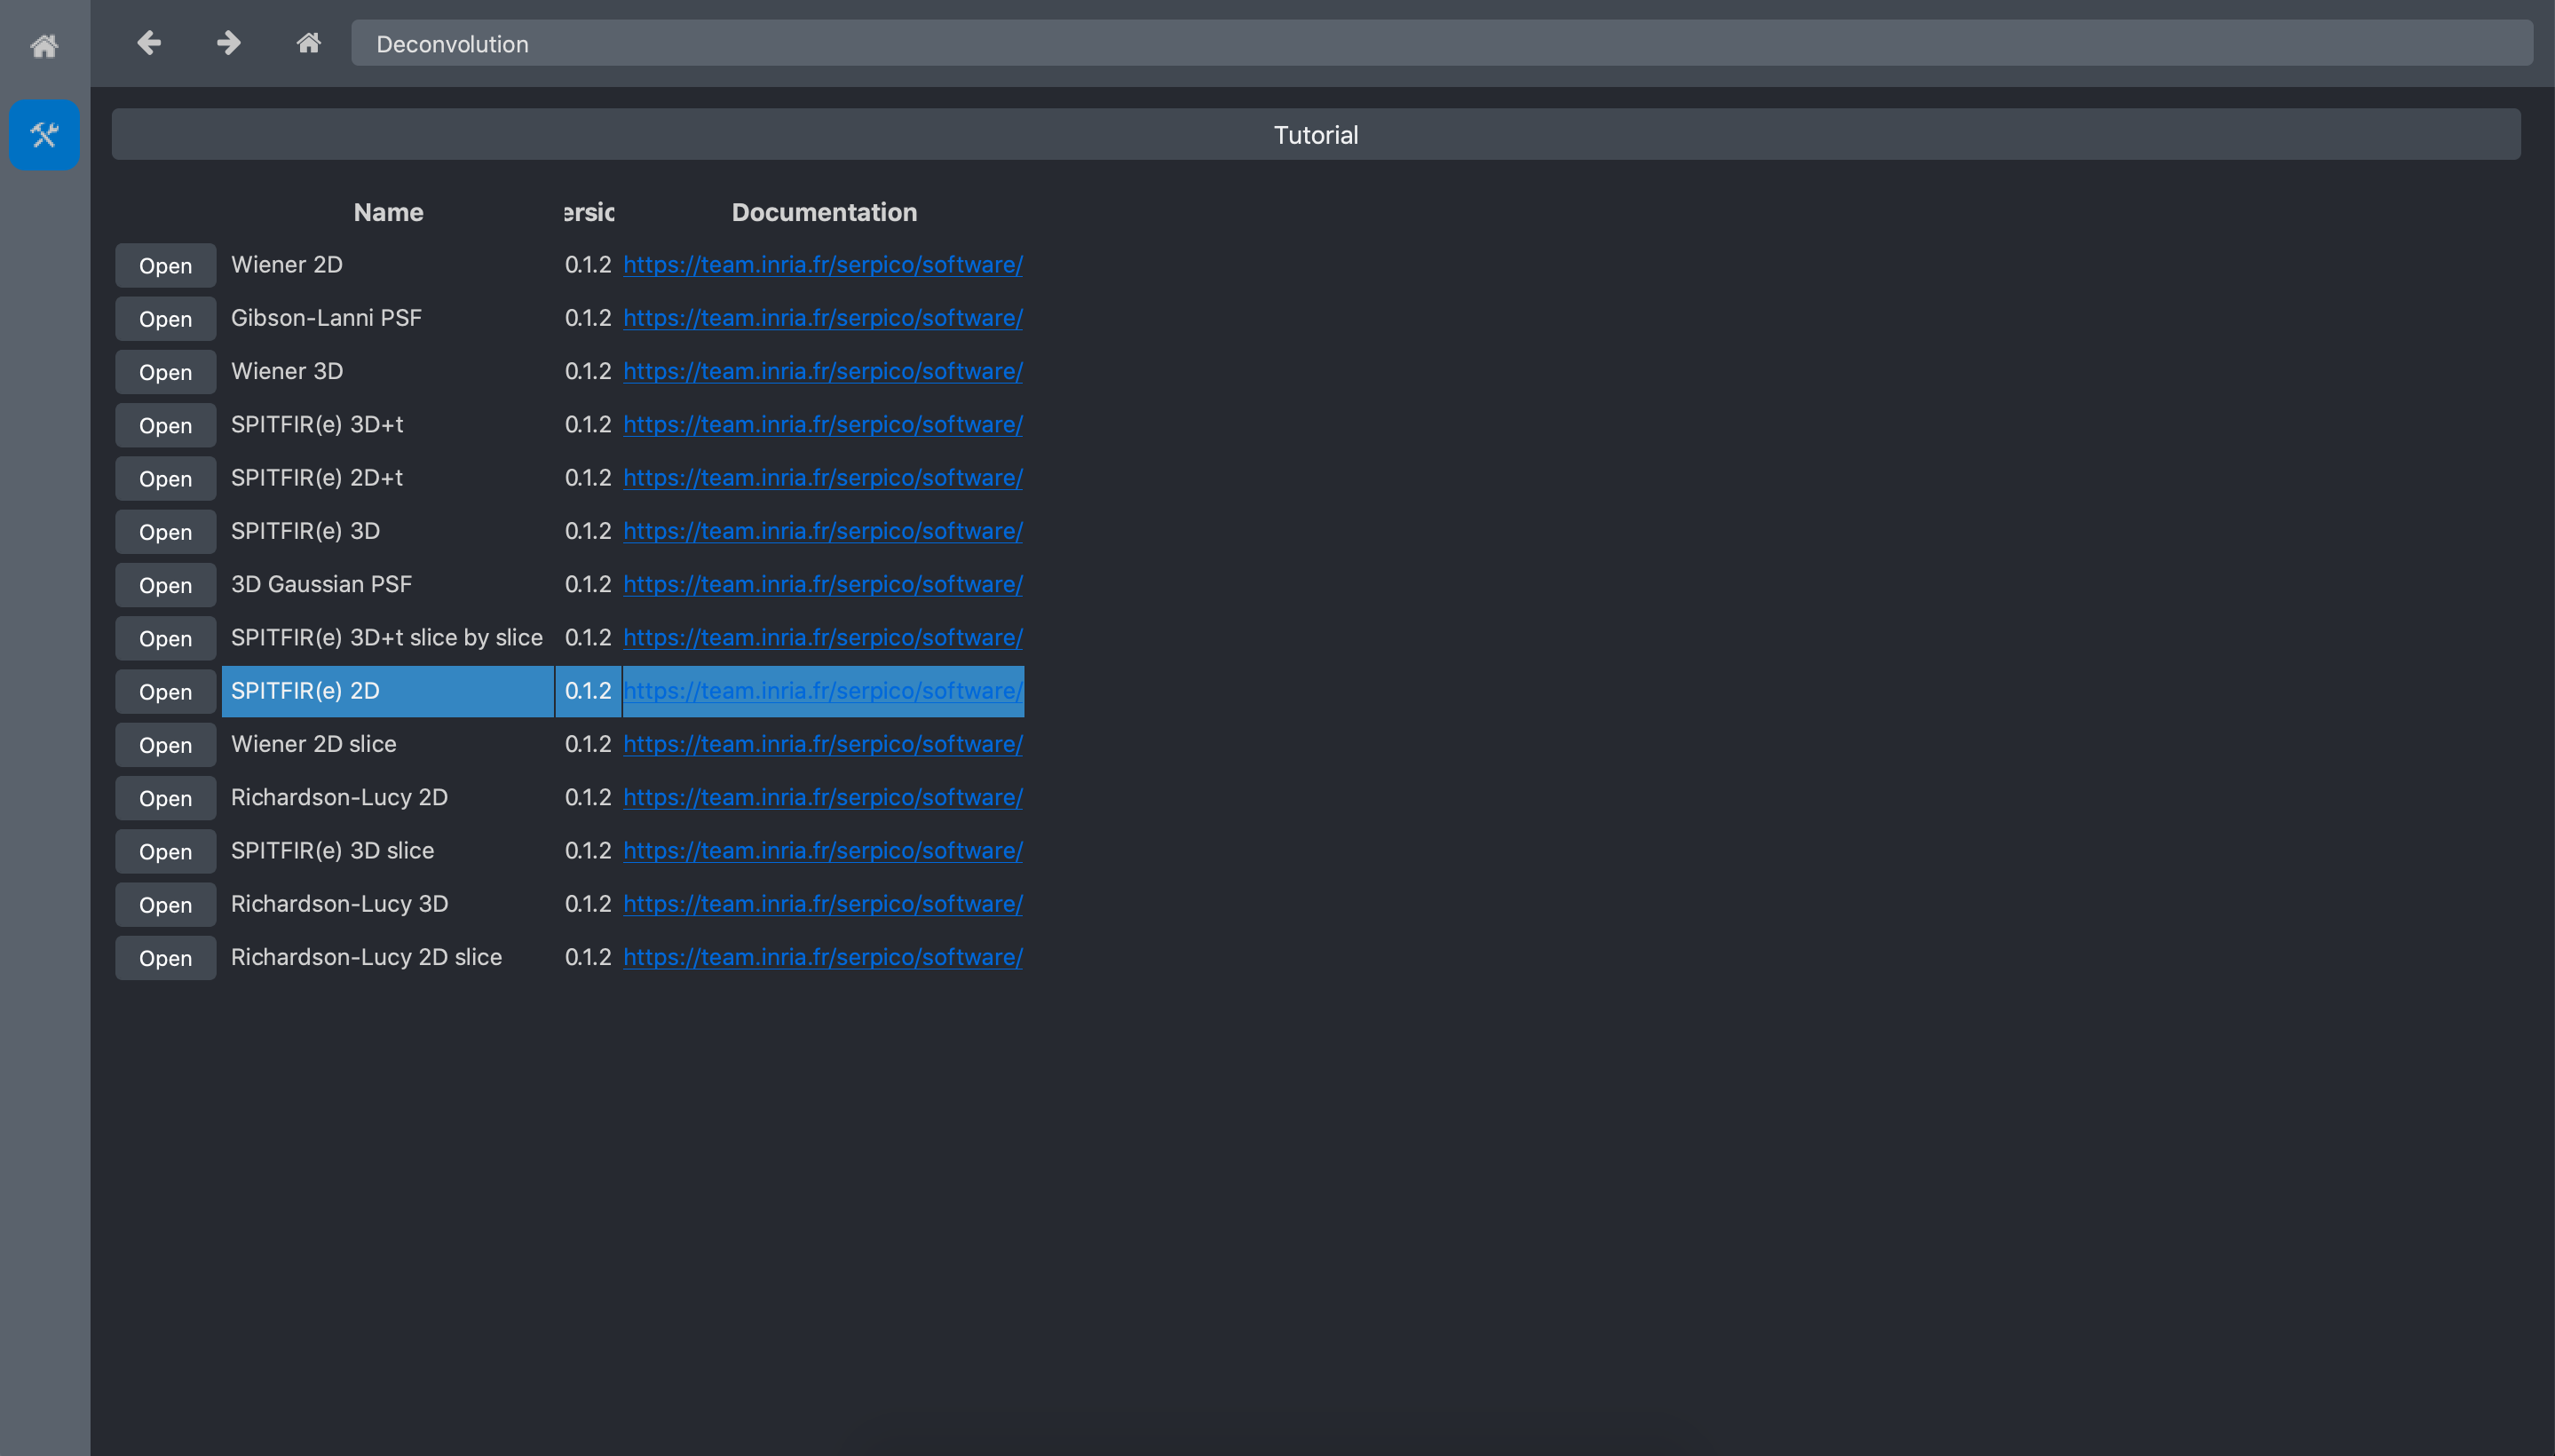 Deconvolution
Tutorial
Name ersic Documentation
Open Wiener 2D 0.1.2 https://team.inria.fr/serpico/software/
Open Gibson-Lanni PSF 0.1.2 https://team.inria.fr/serpico/software/
Open Wiener 3D 0.1.2 https://team.inria.fr/serpico/software/
Open SPITFIR(e) 3D+t 0.1.2 https://team.inria.fr/serpico/software/
Open SPITFIR(e) 2D+t 0.1.2 https://team.inria.fr/serpico/software/
Open SPITFIR(e) 3D 0.1.2 https://team.inria.fr/serpico/software/
Open 3D Gaussian PSF 0.1.2 https://team.inria.fr/serpico/software/
Open SPITFIR(e) 3D+t slice by slice 0.1.2 https://team.inria.fr/serpico/software/
Open SPITFIR(e) 2D 0.1.2 https://team.inria.fr/serpico/software/
Open Wiener 2D slice 0.1.2 https://team.inria.fr/serpico/software/
Open Richardson-Lucy 2D 0.1.2 https://team.inria.fr/serpico/software/
Open SPITFIR(e) 3D slice 0.1.2 https://team.inria.fr/serpico/software/
Open Richardson-Lucy 3D 0.1.2 https://team.inria.fr/serpico/software/
Open Richardson-Lucy 2D slice 0.1.2 https://team.inria.fr/serpico/software/